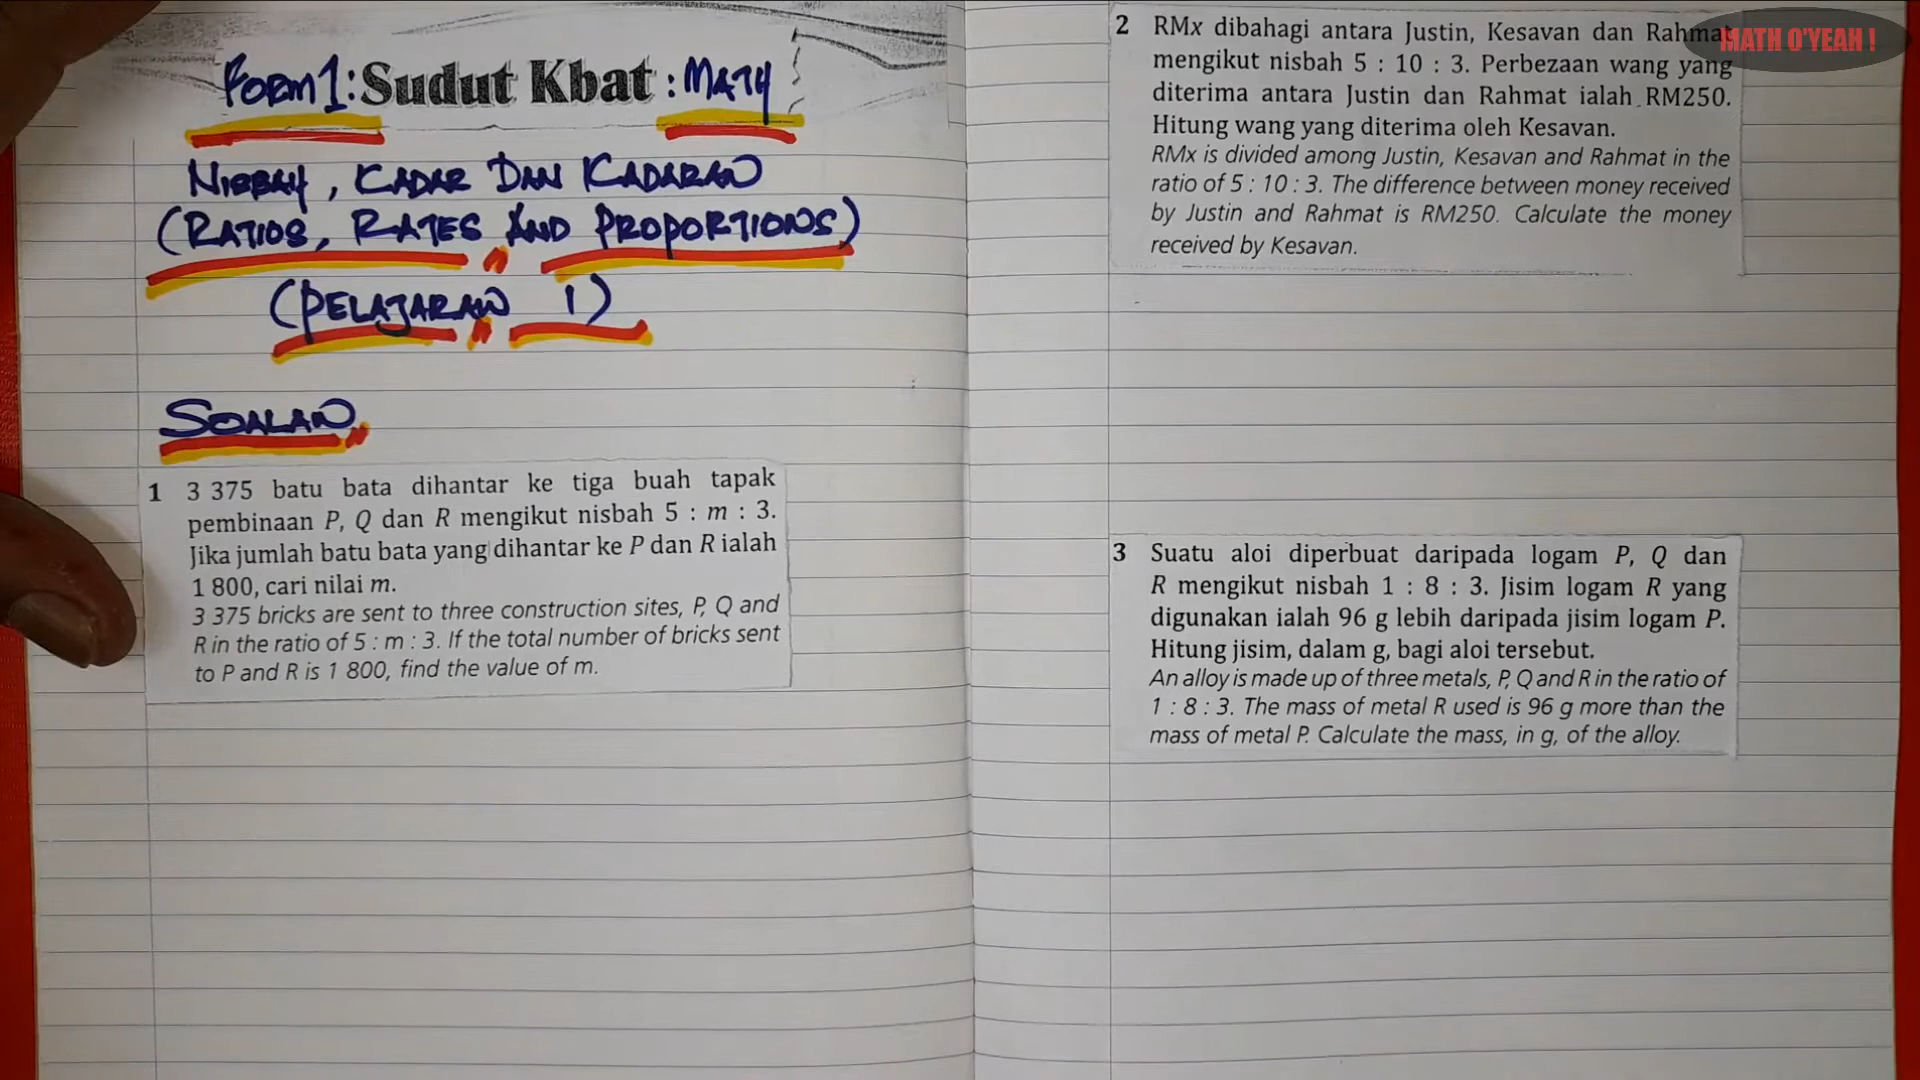 FORM 1: Sudut Kbat : MATH
NISBAH, KADAR DAN KADARAN
(RATIOS, RATES AND PROPORTIONS)
(PELAJARAN 1)
SOALAN
1 3 375 batu bata dihantar ke tiga buah tapak
pembinaan P, Q dan R mengikut nisbah 5 : m : 3.
Jika jumlah batu bata yang dihantar ke P dan R ialah
1 800, cari nilai m.
3 375 bricks are sent to three construction sites, P, Q and
R in the ratio of 5 : m : 3. If the total number of bricks sent
to P and R is 1 800, find the value of m.
2 RMx dibahagi antara Justin, Kesavan dan Rahmat
mengikut nisbah 5 : 10 : 3. Perbezaan wang yang
diterima antara Justin dan Rahmat ialah RM250.
Hitung wang yang diterima oleh Kesavan.
RMx is divided among Justin, Kesavan and Rahmat in the
ratio of 5 : 10 : 3. The difference between money received
by Justin and Rahmat is RM250. Calculate the money
received by Kesavan.
3 Suatu aloi diperbuat daripada logam P, Q dan
R mengikut nisbah 1 : 8 : 3. Jisim logam R yang
digunakan ialah 96 g lebih daripada jisim logam P.
Hitung jisim, dalam g, bagi aloi tersebut.
An alloy is made up of three metals, P, Q and R in the ratio of
1 : 8 : 3. The mass of metal R used is 96 g more than the
mass of metal P. Calculate the mass, in g, of the alloy.
MATH O'YEAH !